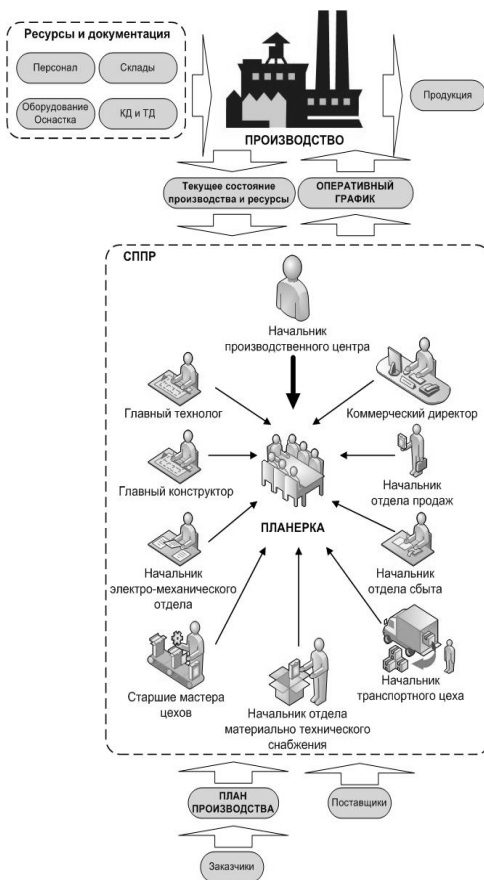 Ресурсы и документация
Персонал
Склады
Оборудование
Оснастка
КД и ТД
ПРОИЗВОДСТВО
Продукция
Текущее состояние
производства и ресурсы
ОПЕРАТИВНЫЙ
ГРАФИК
СППР
Начальник
производственного центра
Главный технолог
Коммерческий директор
Главный конструктор
Начальник
отдела продаж
ПЛАНЕРКА
Начальник
электро-механического
отдела
Начальник
отдела сбыта
Старшие мастера
цехов
Начальник отдела
материально технического
снабжения
Начальник
транспортного цеха
ПЛАН
ПРОИЗВОДСТВА
Поставщики
Заказчики